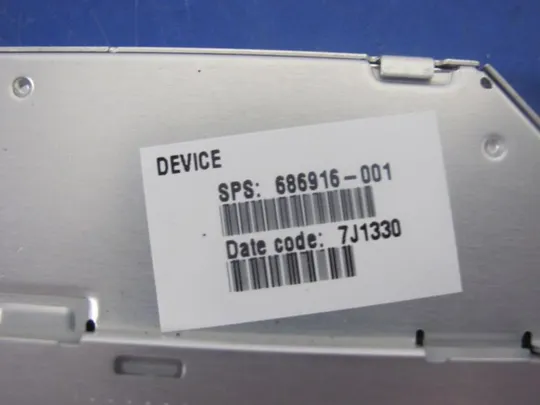 DEVICE
SPS: 686916-001
Date code: 7J1330